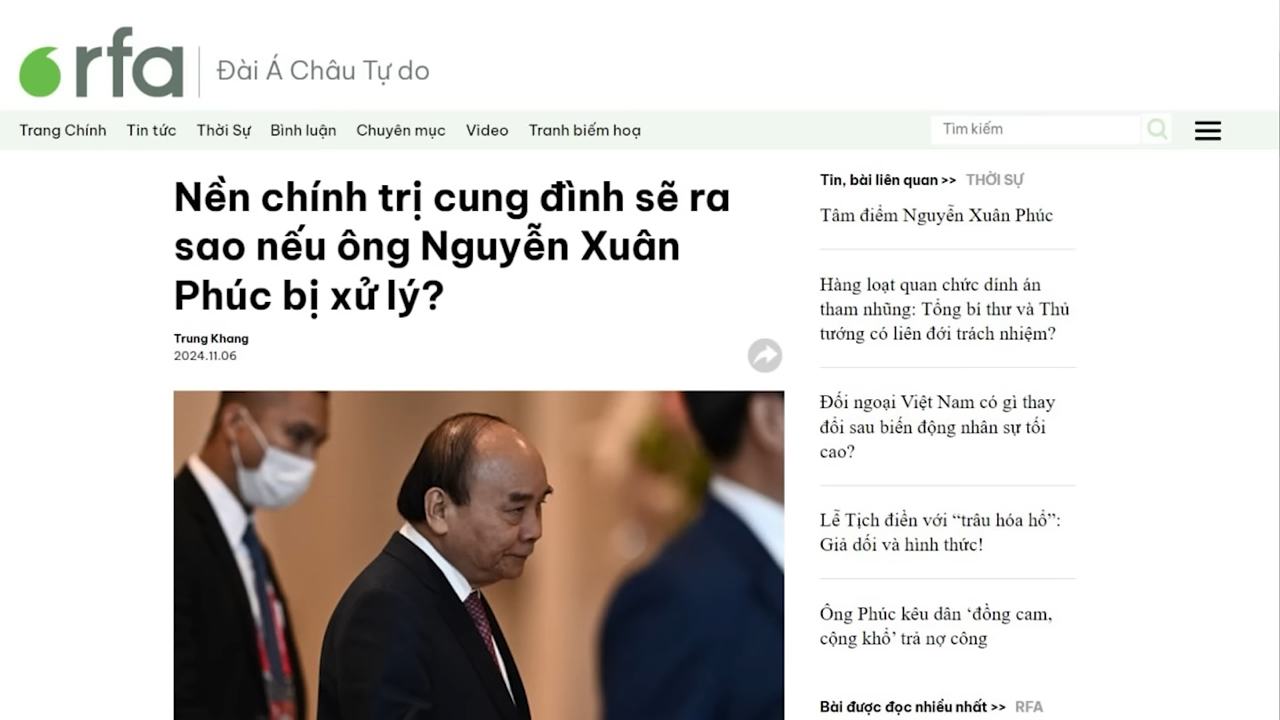 rfa
Đài Á Châu Tự do
Trang Chính Tin tức Thời Sự Bình luận Chuyên mục Video Tranh biếm hoạ
Tìm kiếm
Nền chính trị cung đình sẽ ra
sao nếu ông Nguyễn Xuân
Phúc bị xử lý?
Trung Khang
2024.11.06
Tin, bài liên quan >> THỜI SỰ
Tâm điểm Nguyễn Xuân Phúc
Hàng loạt quan chức dính án
tham nhũng: Tổng bí thư và Thủ
tướng có liên đới trách nhiệm?
Đối ngoại Việt Nam có gì thay
đổi sau biến động nhân sự tối
cao?
Lễ Tịch điền với “trâu hóa hổ”:
Giả dối và hình thức!
Ông Phúc kêu dân ‘đồng cam,
cộng khổ’ trả nợ công
Bài được đọc nhiều nhất >> RFA